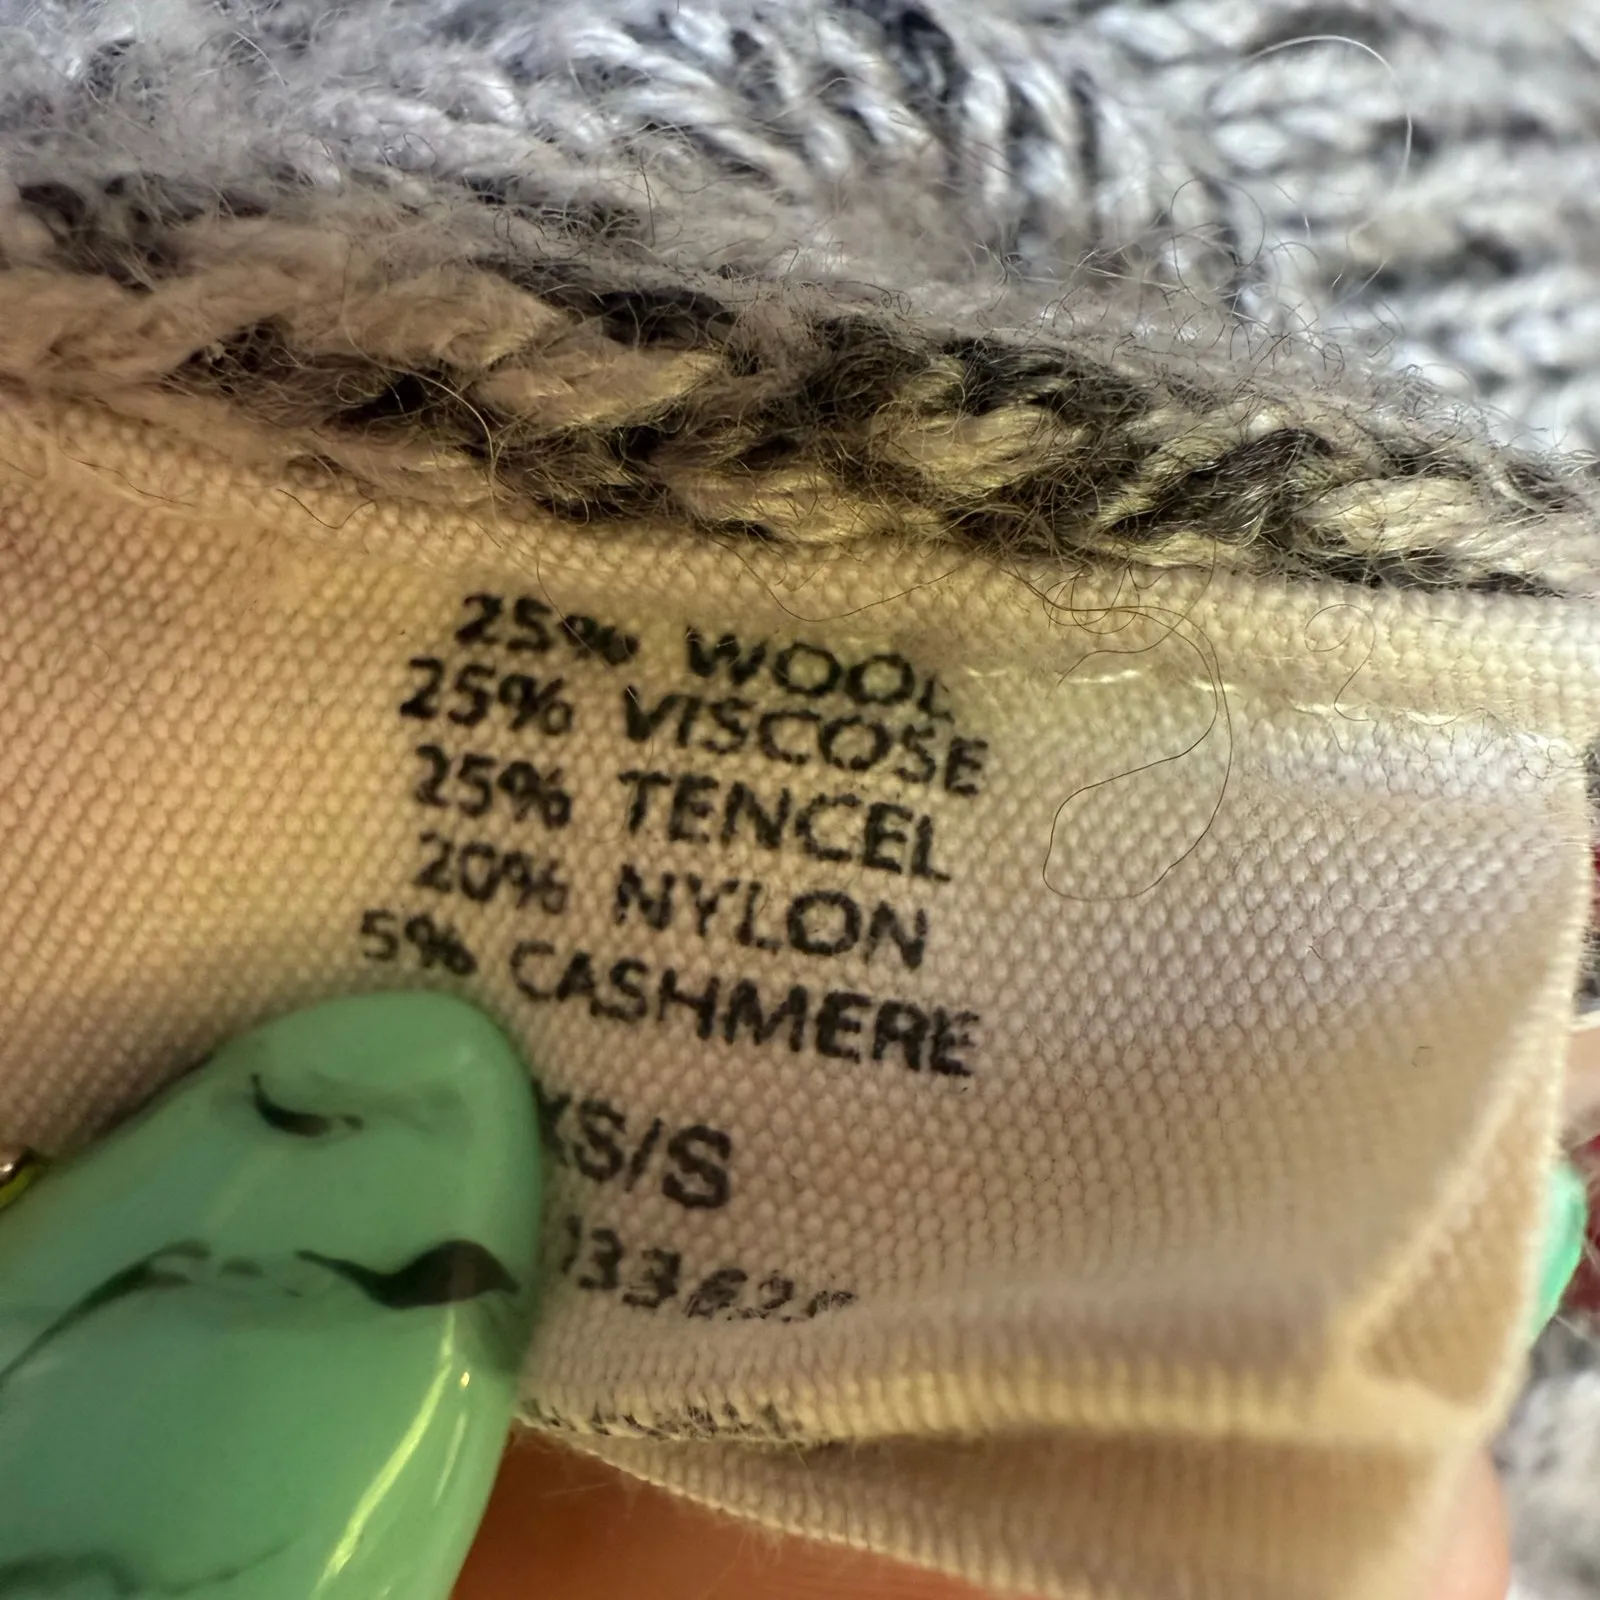 25% WOOL
25% VISCOSE
25% TENCEL
20% NYLON
5% CASHMERE
XS/S